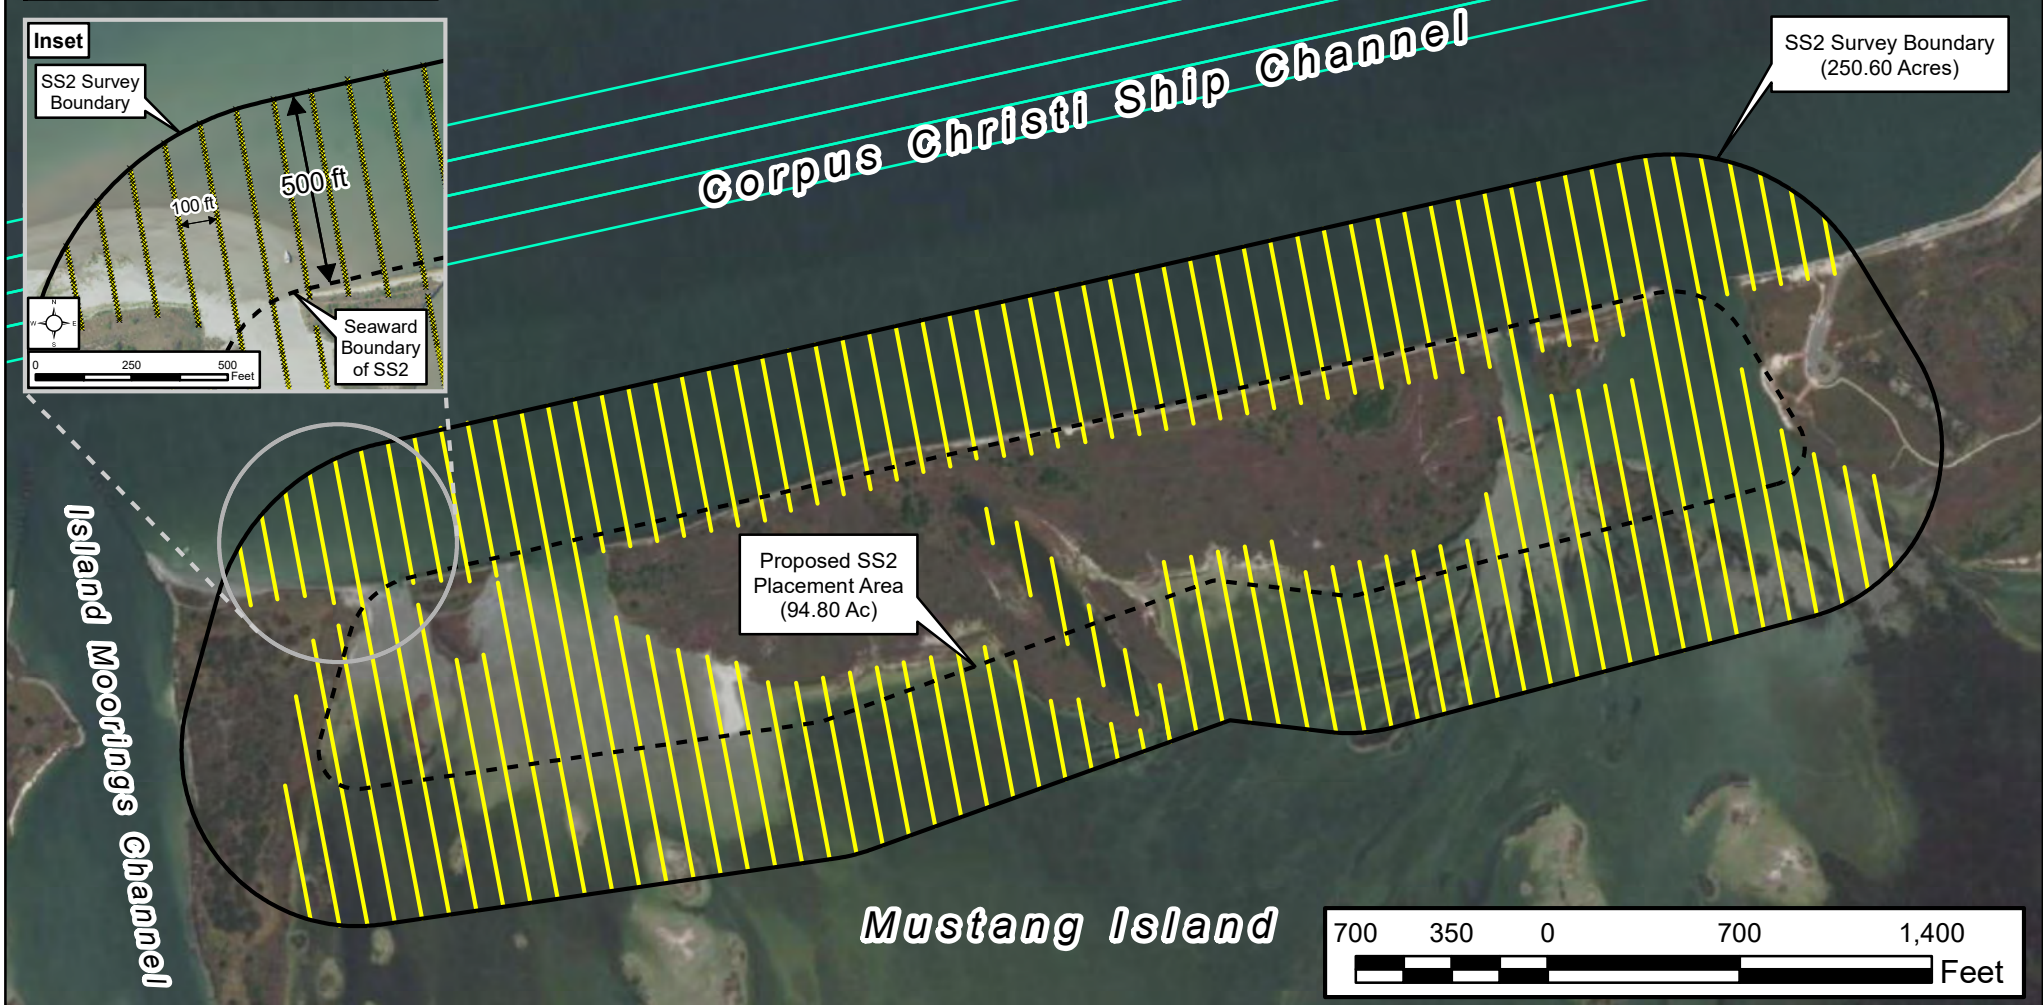 Inset
SS2 Survey
Boundary
500 ft
100 ft
N
W
E
S
Seaward
Boundary
of SS2
0
250
500
Feet
Corpus Christi Ship Channel
SS2 Survey Boundary
(250.60 Acres)
Proposed SS2
Placement Area
(94.80 Ac)
Island Moorings Channel
Mustang Island
700 350 0 700 1,400
Feet